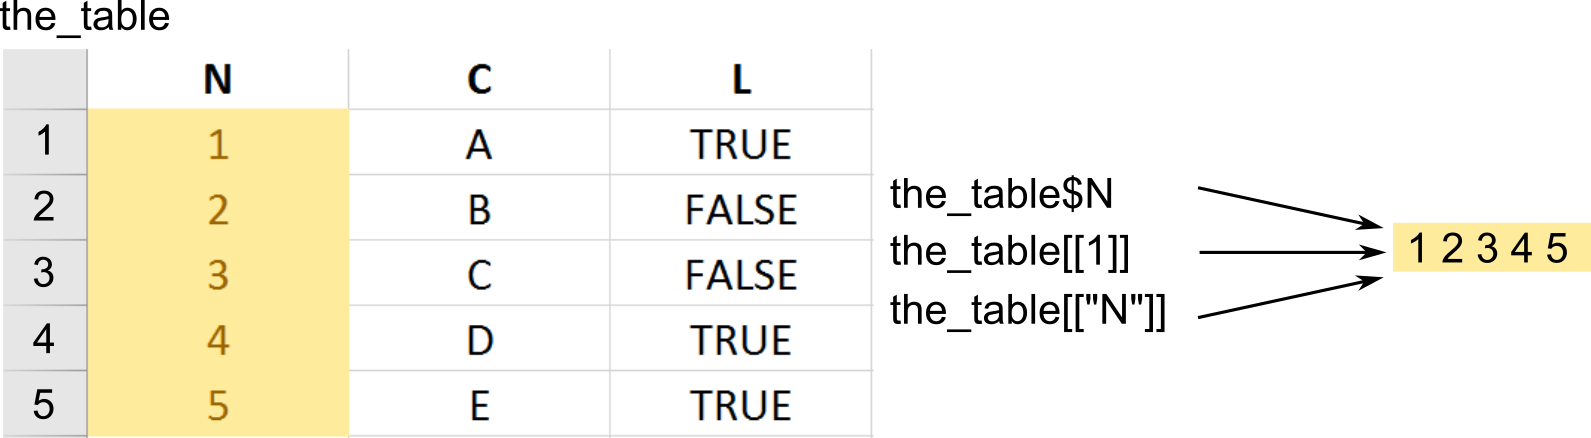 the_table
N C L
1 1 A TRUE
2 2 B FALSE
3 3 C FALSE
4 4 D TRUE
5 5 E TRUE
the_table$N
the_table[[1]]
the_table[["N"]]
1 2 3 4 5